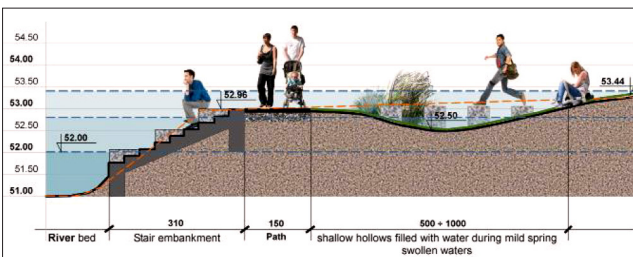 54.50
54.00
53.50
53.00
52.50
52.00
51.50
51.00
52.96
53.44
52.50
52.00
310
150
500 ÷ 1000
River bed
Stair embankment
Path
shallow hollows filled with water during mild spring
swollen waters